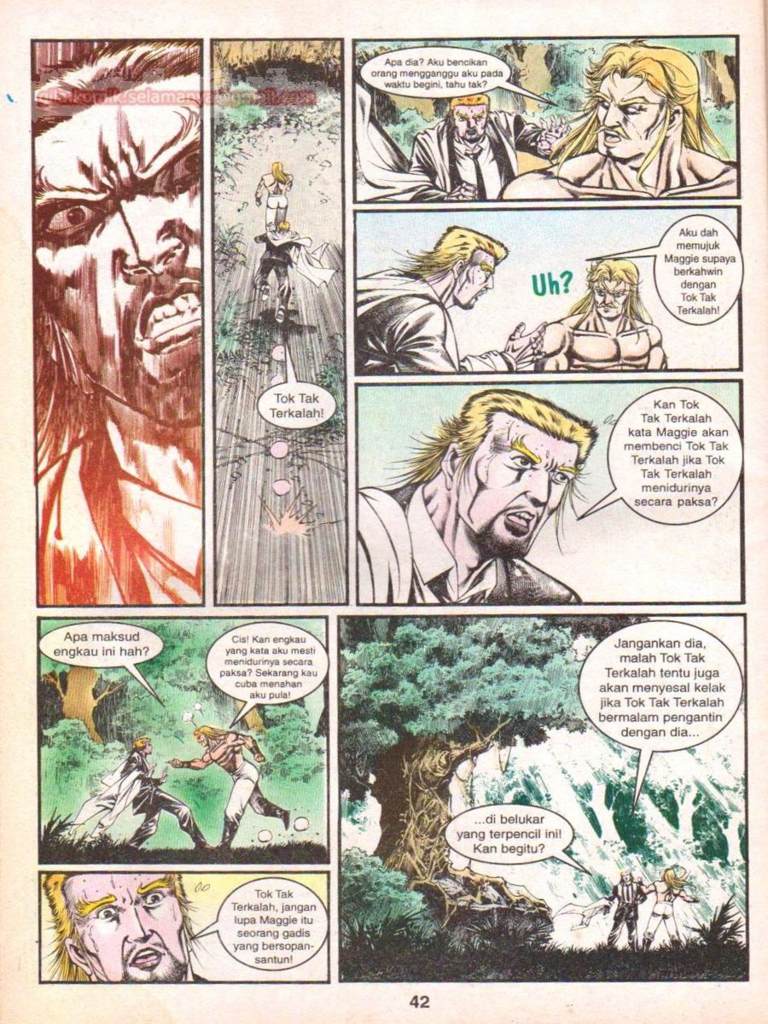 Tok Tak
Terkalah!
Apa dia? Aku bencikan
orang mengganggu aku pada
waktu begini, tahu tak?
Uh?
Aku dah
memujuk
Maggie supaya
berkahwin
dengan
Tok Tak
Terkalah!
Kan Tok
Tak Terkalah
kata Maggie akan
membenci Tok Tak
Terkalah jika Tok
Tak Terkalah
menidurinya
secara paksa?
Apa maksud
engkau ini hah?
Cis! Kan engkau
yang kata aku mesti
menidurinya secara
paksa? Sekarang kau
cuba menahan
aku pula!
Tok Tak
Terkalah, jangan
lupa Maggie itu
seorang gadis
yang bersopan-
santun!
Jangankan dia,
malah Tok Tak
Terkalah tentu juga
akan menyesal kelak
jika Tok Tak Terkalah
bermalam pengantin
dengan dia...
...di belukar
yang terpencil ini!
Kan begitu?
42